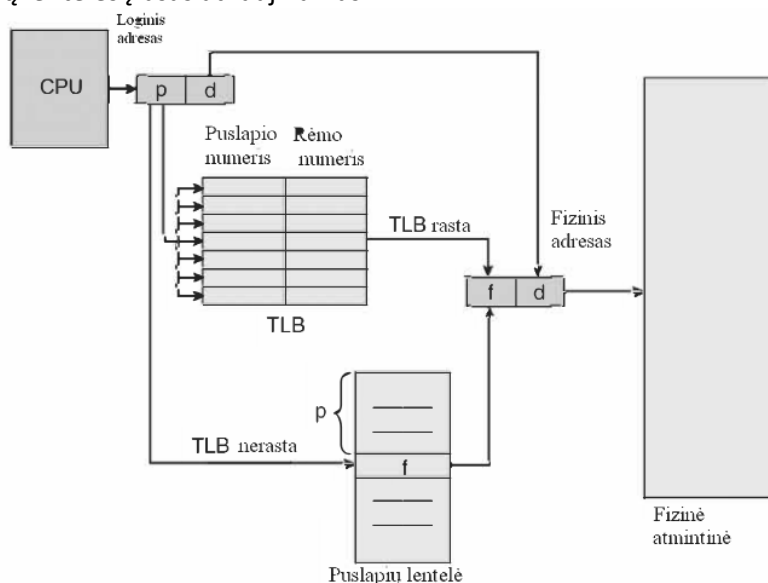 Loginis
adresas
CPU
p d
Puslapio Rėmo
numeris numeris
TLB rasta
Fizinis
adresas
f d
TLB
p
TLB nerasta
f
Fizinė
atmintinė
Puslapių lentelė